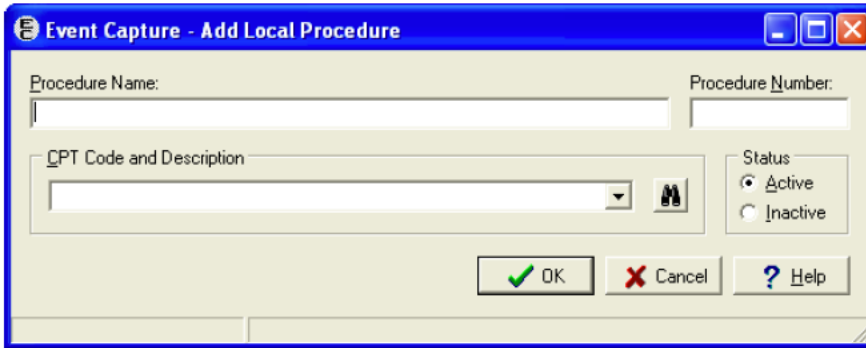 EC Event Capture - Add Local Procedure
Procedure Name:
Procedure Number:
CPT Code and Description
Status
Active
Inactive
OK
Cancel
? Help